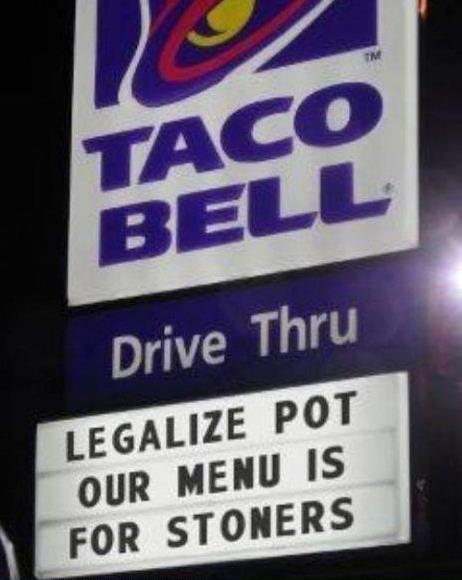 TM
TACO
BELL
Drive Thru
LEGALIZE POT
OUR MENU IS
FOR STONERS